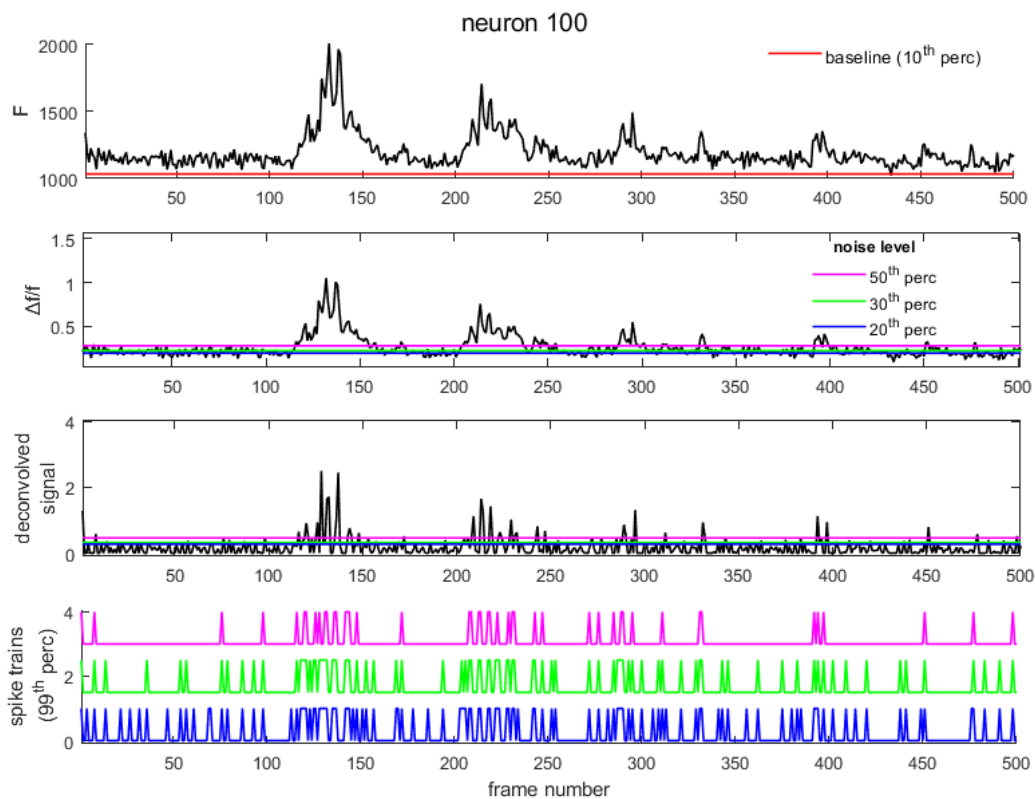 neuron 100
F
2000
1500
1000
baseline (10th perc)
50 100 150 200 250 300 350 400 450 500
Δf/f
1.5
1
0.5
noise level
50th perc
30th perc
20th perc
50 100 150 200 250 300 350 400 450 500
deconvolved
signal
4
2
0
50 100 150 200 250 300 350 400 450 500
spike trains
(99th perc)
4
2
0
50 100 150 200 250 300 350 400 450 500
frame number